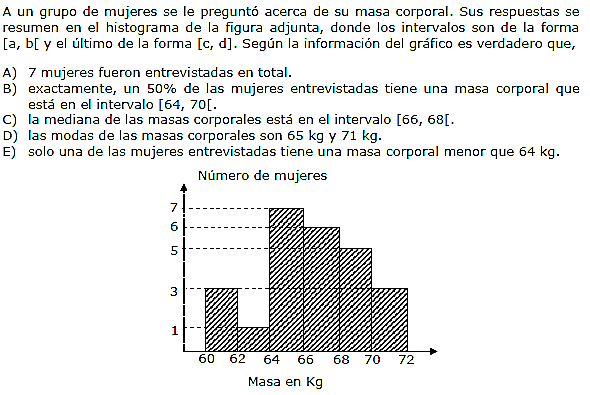 A un grupo de mujeres se le preguntó acerca de su masa corporal. Sus respuestas se
resumen en el histograma de la figura adjunta, donde los intervalos son de la forma
[a, b[ y el último de la forma [c, d]. Según la información del gráfico es verdadero que,
A) 7 mujeres fueron entrevistadas en total.
B) exactamente, un 50% de las mujeres entrevistadas tiene una masa corporal que
está en el intervalo [64, 70[.
C) la mediana de las masas corporales está en el intervalo [66, 68[.
D) las modas de las masas corporales son 65 kg y 71 kg.
E) solo una de las mujeres entrevistadas tiene una masa corporal menor que 64 kg.
Número de mujeres
7
6
5
3
1
60 62 64 66 68 70 72
Masa en Kg